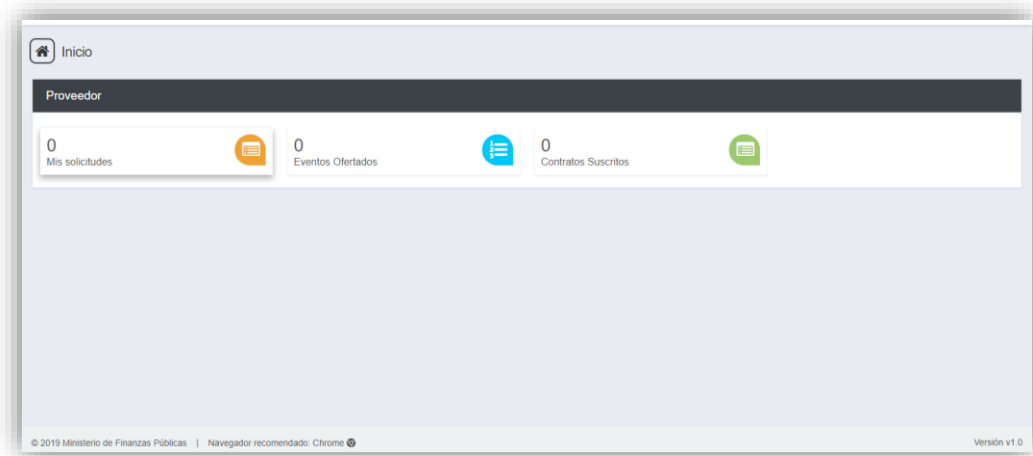 Inicio
Proveedor
0
Mis solicitudes
0
Eventos Ofertados
0
Contratos Suscritos
© 2019 Ministerio de Finanzas Públicas | Navegador recomendado: Chrome
Versión v1.0